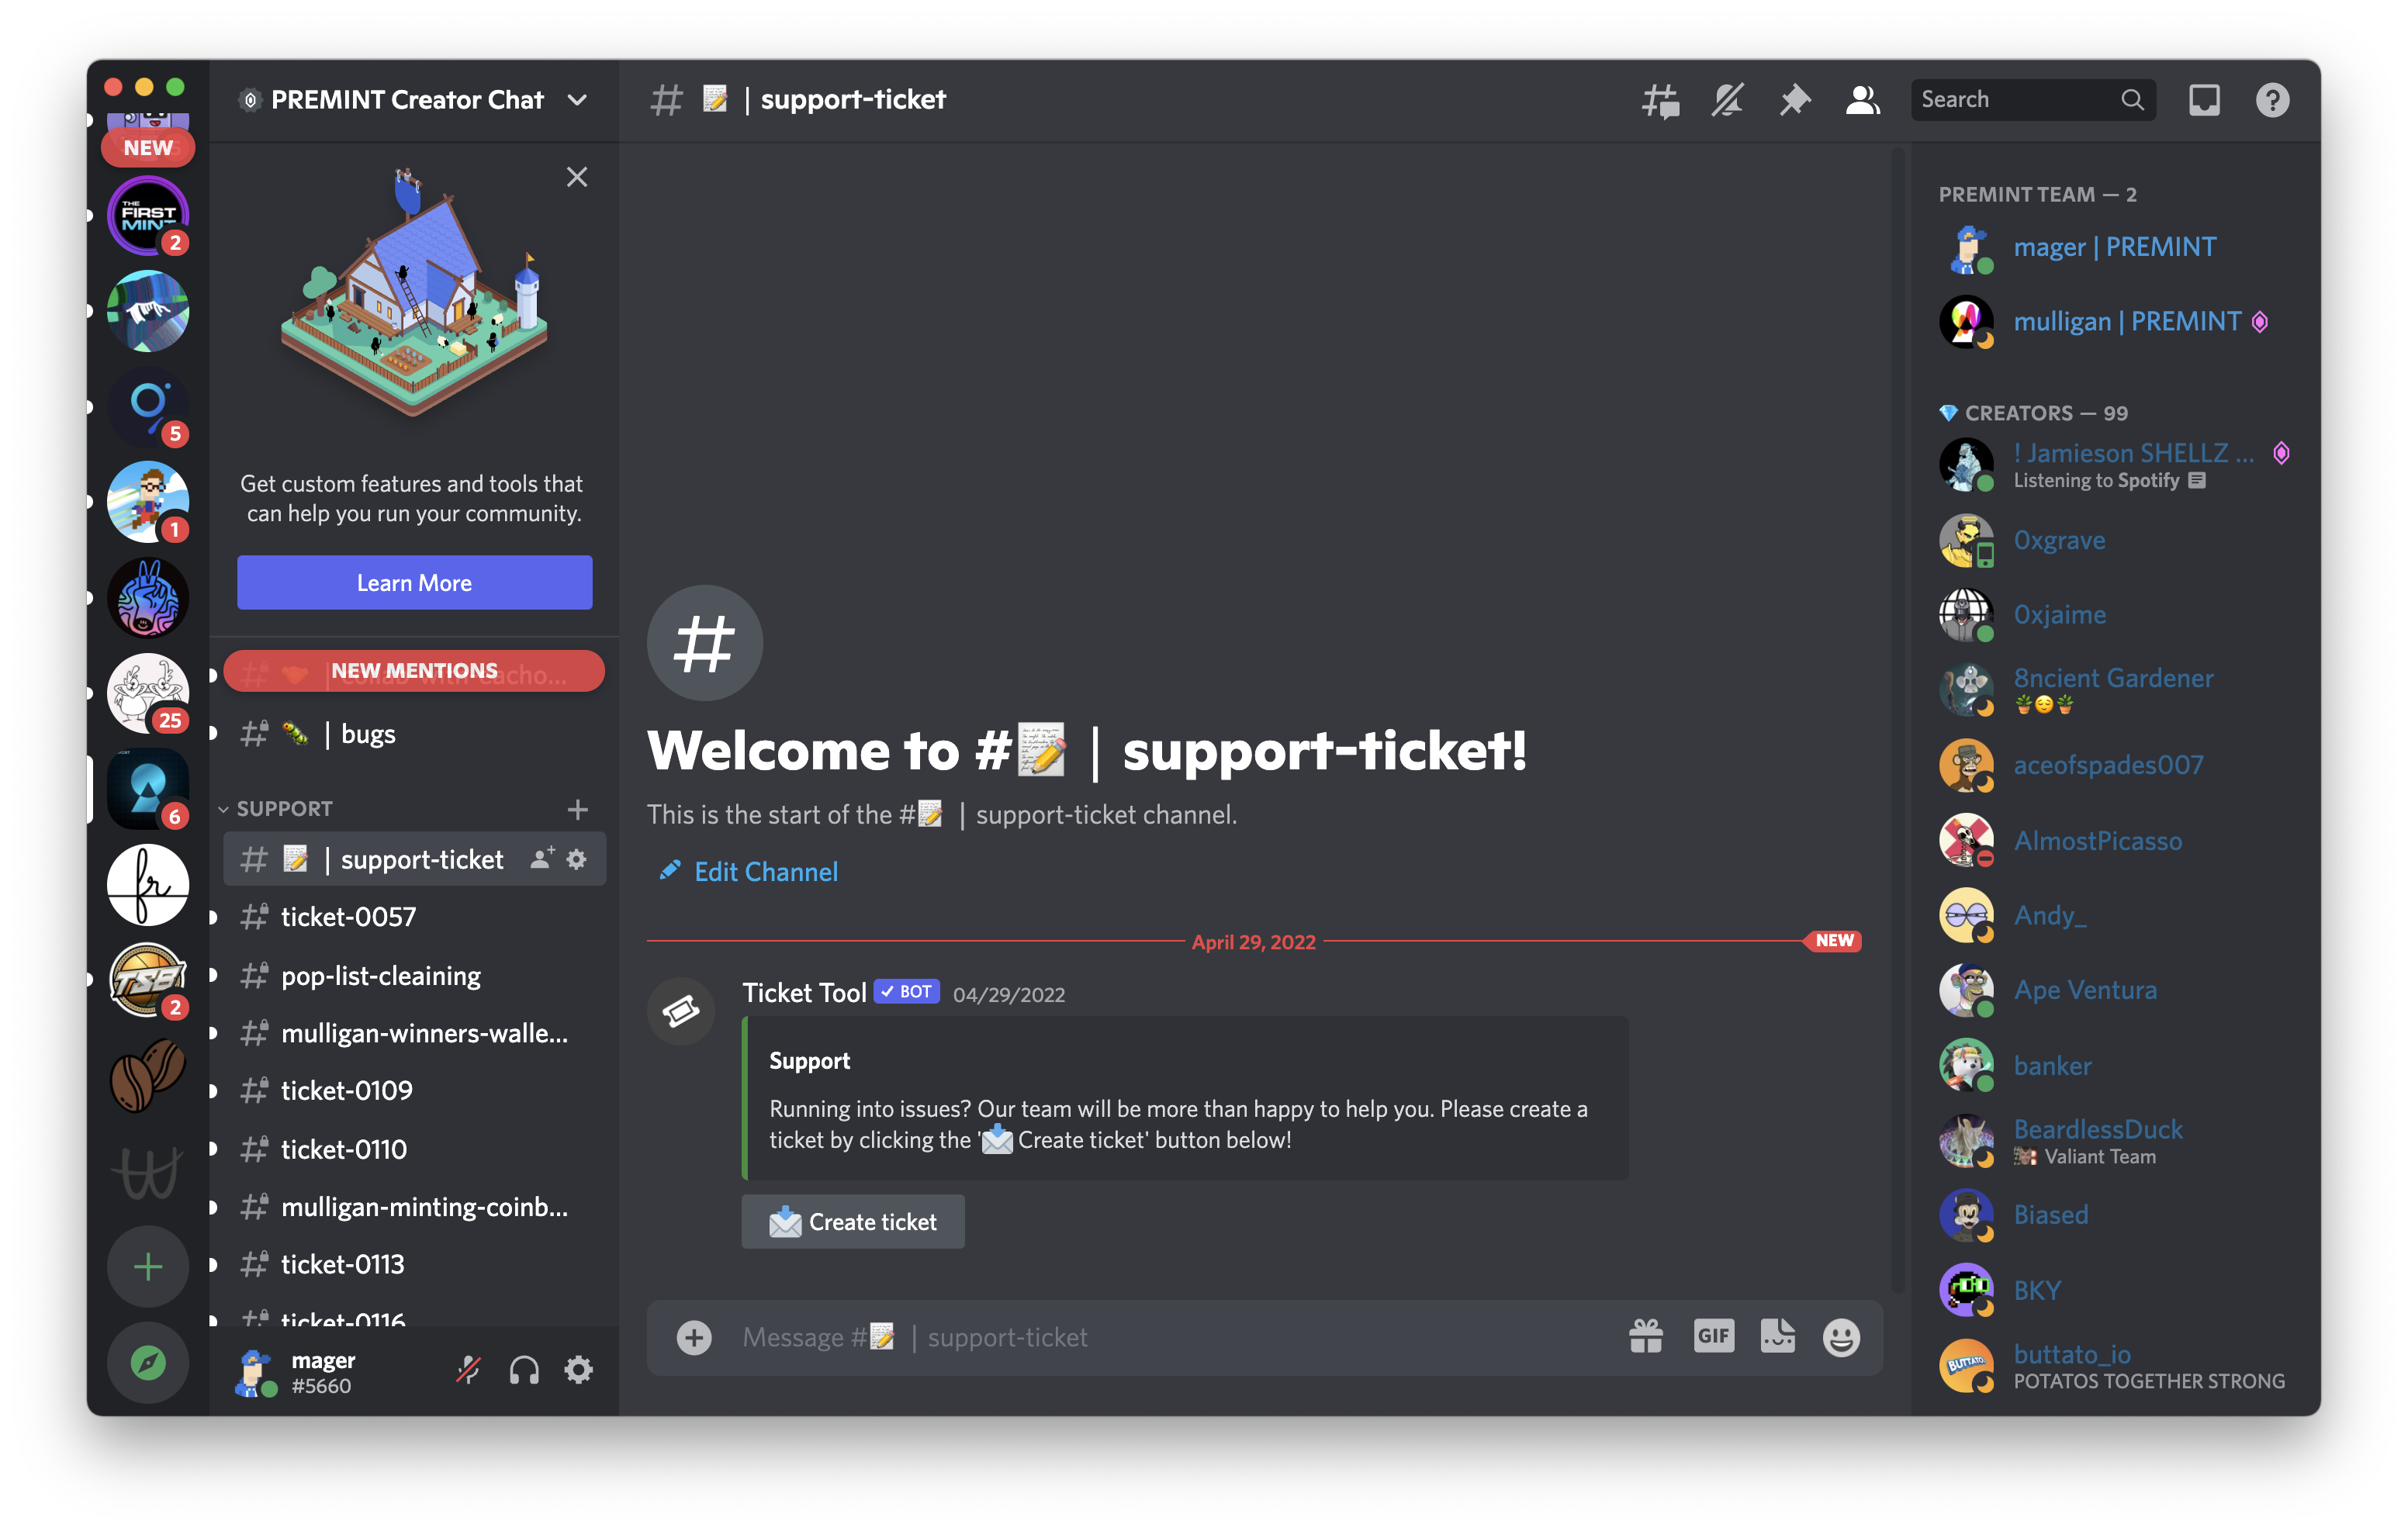 NEW
THE
FIRST
MINT
2
5
1
25
6
fr
TSB
2
PREMINT Creator Chat
Get custom features and tools that
can help you run your community.
Learn More
NEW MENTIONS
| bugs
SUPPORT
| support-ticket
ticket-0057
pop-list-cleaining
mulligan-winners-walle...
ticket-0109
ticket-0110
mulligan-minting-coinb...
ticket-0113
ticket-0116
mager
#5660
# 📝 | support-ticket
Search
Welcome to #📝 | support-ticket!
This is the start of the #📝 | support-ticket channel.
Edit Channel
April 29, 2022
NEW
Ticket Tool ✓ BOT 04/29/2022
Support
Running into issues? Our team will be more than happy to help you. Please create a
ticket by clicking the '📩 Create ticket' button below!
📩 Create ticket
Message #📝 | support-ticket
GIF
PREMINT TEAM — 2
mager | PREMINT
mulligan | PREMINT
💎 CREATORS — 99
! Jamieson SHELLZ ...
Listening to Spotify
0xgrave
0xjaime
8ncient Gardener
🪴😌🪴
aceofspades007
AlmostPicasso
Andy_
Ape Ventura
banker
BeardlessDuck
Valiant Team
Biased
BKY
buttato_io
BUTTATO
POTATOS TOGETHER STRONG